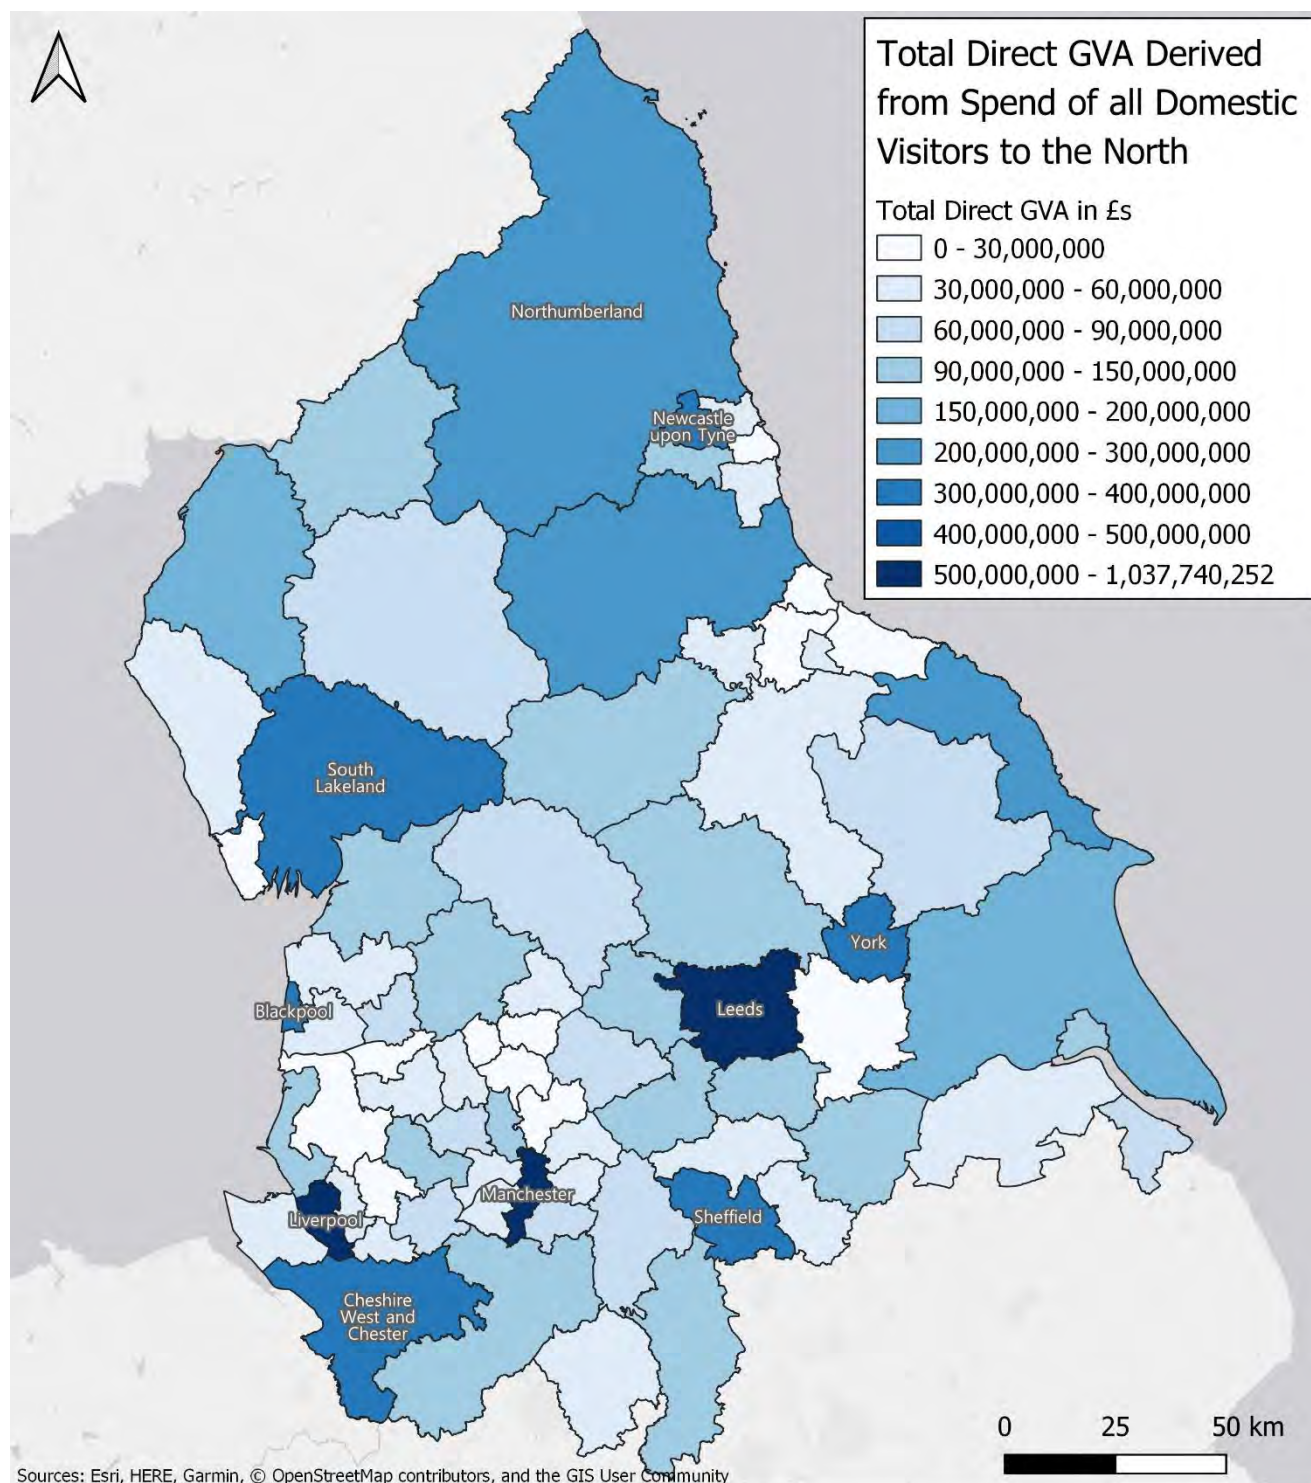 Total Direct GVA Derived
from Spend of all Domestic
Visitors to the North
Total Direct GVA in £s
0 - 30,000,000
30,000,000 - 60,000,000
60,000,000 - 90,000,000
90,000,000 - 150,000,000
150,000,000 - 200,000,000
200,000,000 - 300,000,000
300,000,000 - 400,000,000
400,000,000 - 500,000,000
500,000,000 - 1,037,740,252
Northumberland
Newcastle
upon Tyne
South
Lakeland
York
Blackpool
Leeds
Manchester
Liverpool
Sheffield
Cheshire
West and
Chester
0 25 50 km
Sources: Esri, HERE, Garmin, © OpenStreetMap contributors, and the GIS User Community